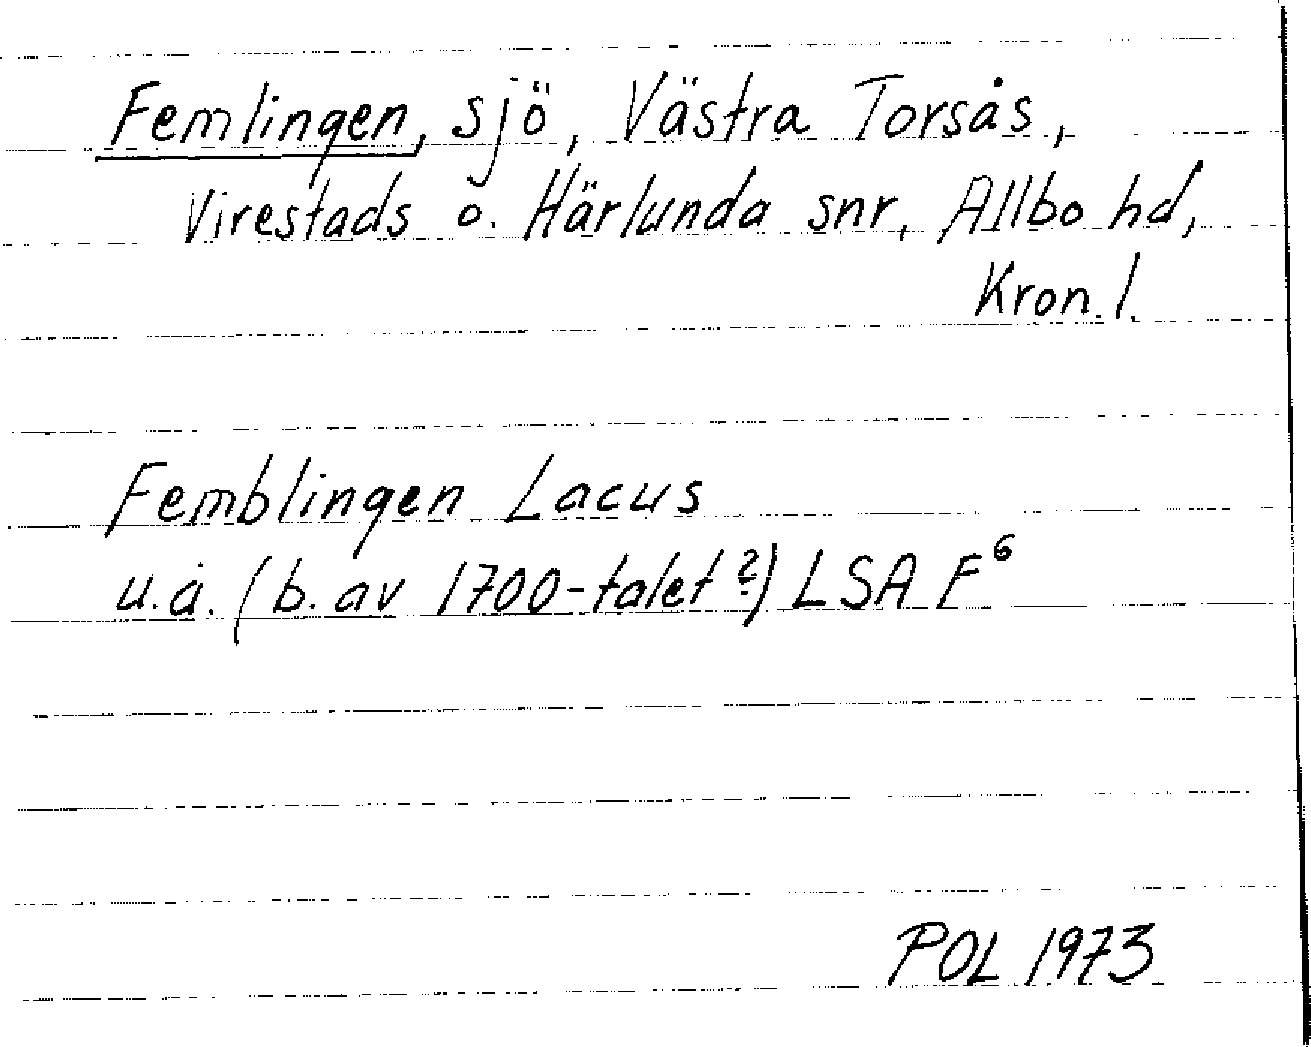 Femlingen, sjö, Västra Torsås,
Virestads o. Härlunda snr, Allbo hd,
Kron. l.
Femblingen Lacus
u.å. (b. av 1700-talet?) LSA F⁶
POL 1973